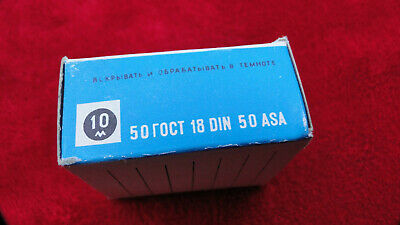 ВСКРЫВАТЬ И ОБРАБАТЫВАТЬ В ТЕМНОТЕ
10
М
50 ГОСТ 18 DIN 50 ASA